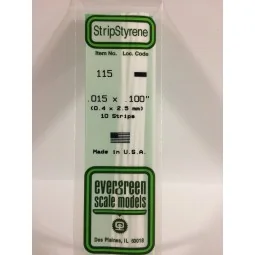 StripStyrene
Item No. Loc. Code
115
.015 x .100"
(0.4 x 2.5 mm)
10 Strips
Made in U.S.A.
evergreen
scale models
Des Plaines, IL 60018